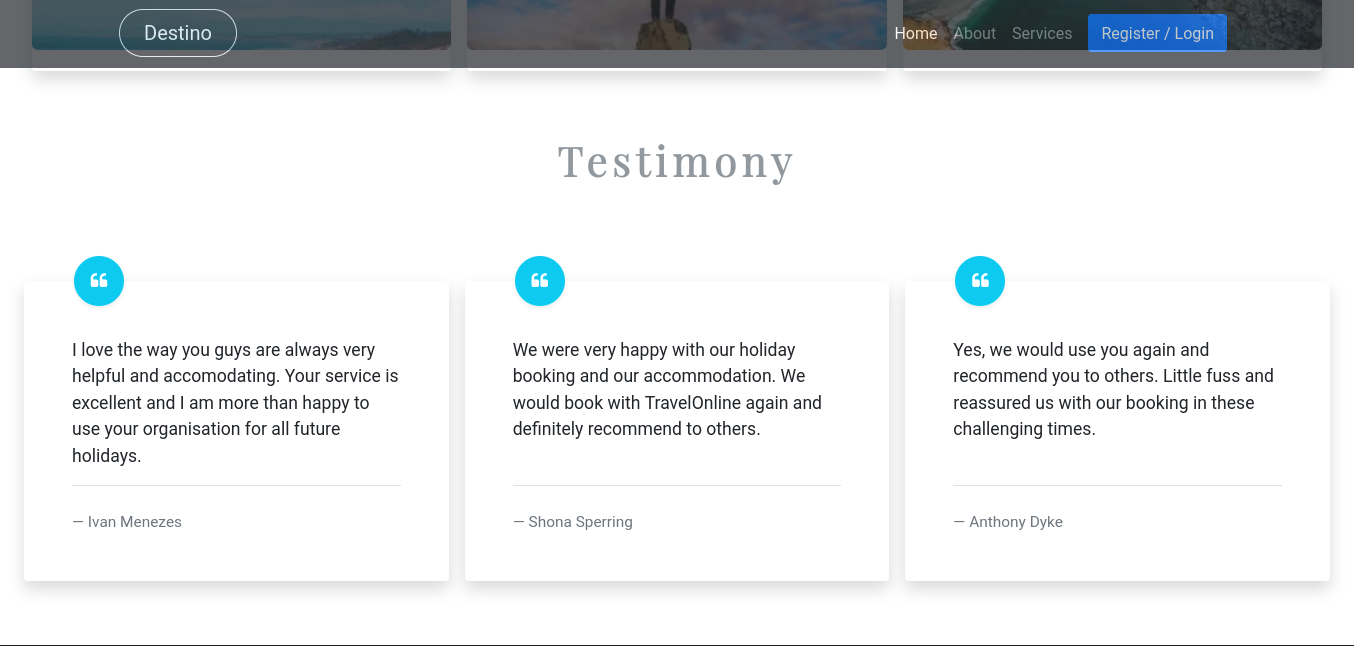 Destino
Home About Services Register / Login
Testimony
I love the way you guys are always very
helpful and accomodating. Your service is
excellent and I am more than happy to
use your organisation for all future
holidays.
— Ivan Menezes
We were very happy with our holiday
booking and our accommodation. We
would book with TravelOnline again and
definitely recommend to others.
— Shona Sperring
Yes, we would use you again and
recommend you to others. Little fuss and
reassured us with our booking in these
challenging times.
— Anthony Dyke